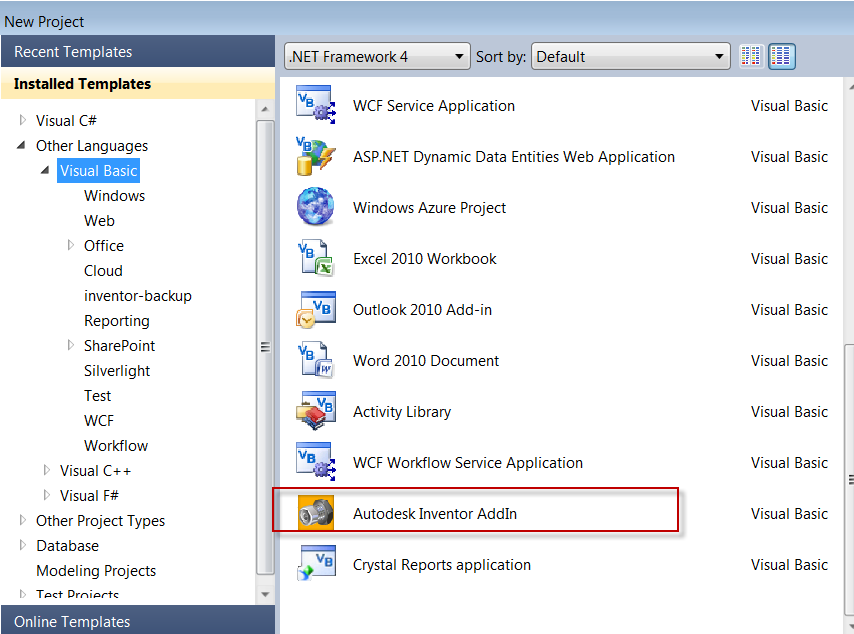 New Project
Recent Templates
Installed Templates
Visual C#
Other Languages
Visual Basic
Windows
Web
Office
Cloud
inventor-backup
Reporting
SharePoint
Silverlight
Test
WCF
Workflow
Visual C++
Visual F#
Other Project Types
Database
Modeling Projects
Test Projects
Online Templates
.NET Framework 4 Sort by: Default
WCF Service Application Visual Basic
ASP.NET Dynamic Data Entities Web Application Visual Basic
Windows Azure Project Visual Basic
Excel 2010 Workbook Visual Basic
Outlook 2010 Add-in Visual Basic
Word 2010 Document Visual Basic
Activity Library Visual Basic
WCF Workflow Service Application Visual Basic
Autodesk Inventor AddIn Visual Basic
Crystal Reports application Visual Basic